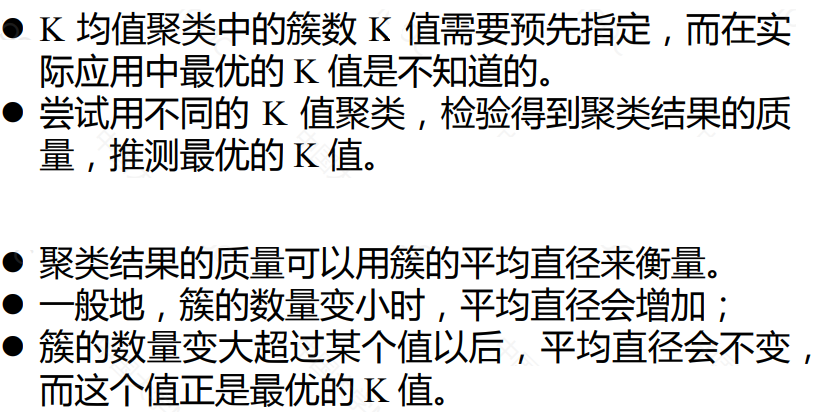 ● K 均值聚类中的簇数 K 值需要预先指定，而在实
际应用中最优的 K 值是不知道的。
● 尝试用不同的 K 值聚类，检验得到聚类结果的质
量，推测最优的 K 值。
● 聚类结果的质量可以用簇的平均直径来衡量。
● 一般地，簇的数量变小时，平均直径会增加；
● 簇的数量变大超过某个值以后，平均直径会不变，
而这个值正是最优的 K 值。